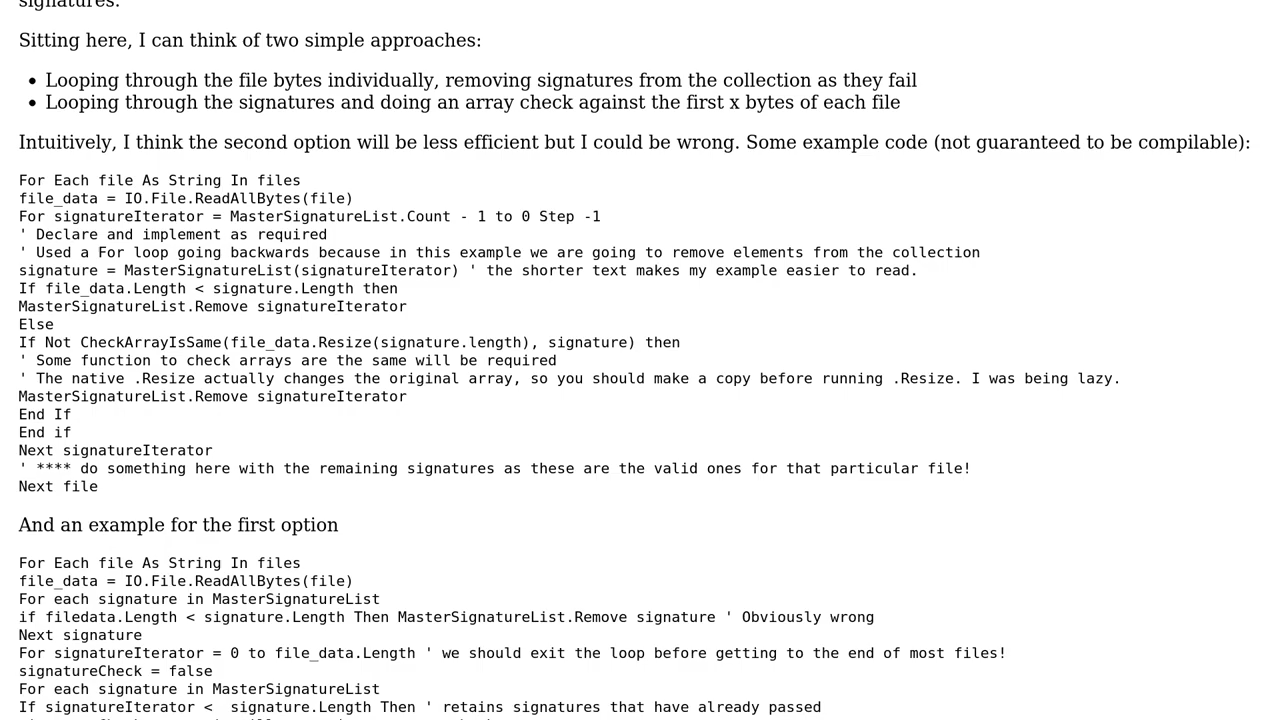 signatures.
Sitting here, I can think of two simple approaches:
• Looping through the file bytes individually, removing signatures from the collection as they fail
• Looping through the signatures and doing an array check against the first x bytes of each file
Intuitively, I think the second option will be less efficient but I could be wrong. Some example code (not guaranteed to be compilable):
For Each file As String In files
file_data = IO.File.ReadAllBytes(file)
For signatureIterator = MasterSignatureList.Count - 1 to 0 Step -1
' Declare and implement as required
' Used a For loop going backwards because in this example we are going to remove elements from the collection
signature = MasterSignatureList(signatureIterator) ' the shorter text makes my example easier to read.
If file_data.Length < signature.Length then
MasterSignatureList.Remove signatureIterator
Else
If Not CheckArrayIsSame(file_data.Resize(signature.length), signature) then
' Some function to check arrays are the same will be required
' The native .Resize actually changes the original array, so you should make a copy before running .Resize. I was being lazy.
MasterSignatureList.Remove signatureIterator
End If
End if
Next signatureIterator
' **** do something here with the remaining signatures as these are the valid ones for that particular file!
Next file
And an example for the first option
For Each file As String In files
file_data = IO.File.ReadAllBytes(file)
For each signature in MasterSignatureList
if filedata.Length < signature.Length Then MasterSignatureList.Remove signature ' Obviously wrong
Next signature
For signatureIterator = 0 to file_data.Length ' we should exit the loop before getting to the end of most files!
signatureCheck = false
For each signature in MasterSignatureList
If signatureIterator <  signature.Length Then ' retains signatures that have already passed